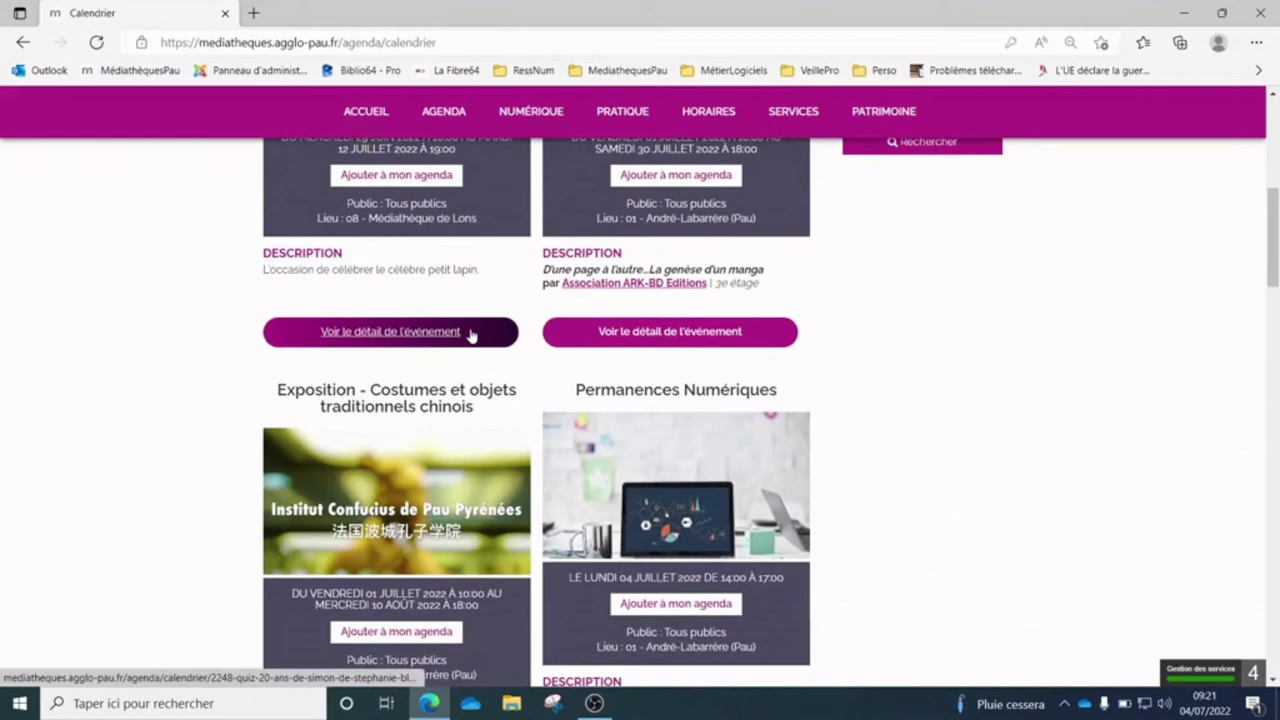 Calendrier
https://mediatheques.agglo-pau.fr/agenda/calendrier
Outlook
MédiathèquesPau
Panneau d'administ...
Biblio64 - Pro
La Fibre64
RessNum
MediathequesPau
MétierLogiciels
VeillePro
Perso
Problèmes téléchar...
L'UE déclare la guer...
ACCUEIL
AGENDA
NUMÉRIQUE
PRATIQUE
HORAIRES
SERVICES
PATRIMOINE
Rechercher
12 JUILLET 2022 À 19:00
Ajouter à mon agenda
Public : Tous publics
Lieu : 08 - Médiathèque de Lons
DESCRIPTION
L'occasion de célébrer le célèbre petit lapin.
Voir le détail de l'événement
SAMEDI 30 JUILLET 2022 À 18:00
Ajouter à mon agenda
Public : Tous publics
Lieu : 01 - André-Labarrère (Pau)
DESCRIPTION
D'une page à l'autre...La genèse d'un manga
par Association ARK-BD Editions | 3e étage
Voir le détail de l'événement
Exposition - Costumes et objets
traditionnels chinois
Institut Confucius de Pau Pyrénées
法国波城孔子学院
DU VENDREDI 01 JUILLET 2022 À 10:00 AU
MERCREDI 10 AOÛT 2022 À 18:00
Ajouter à mon agenda
Public : Tous publics
rrère (Pau)
Permanences Numériques
LE LUNDI 04 JUILLET 2022 DE 14:00 À 17:00
Ajouter à mon agenda
Public : Tous publics
Lieu : 01 - André-Labarrère (Pau)
DESCRIPTION
mediatheques.agglo-pau.fr/agenda/calendrier/2248-quiz-20-ans-de-simon-de-stephanie-bl...
Gestion des services
4
Taper ici pour rechercher
Pluie cessera
09:21
04/07/2022
1